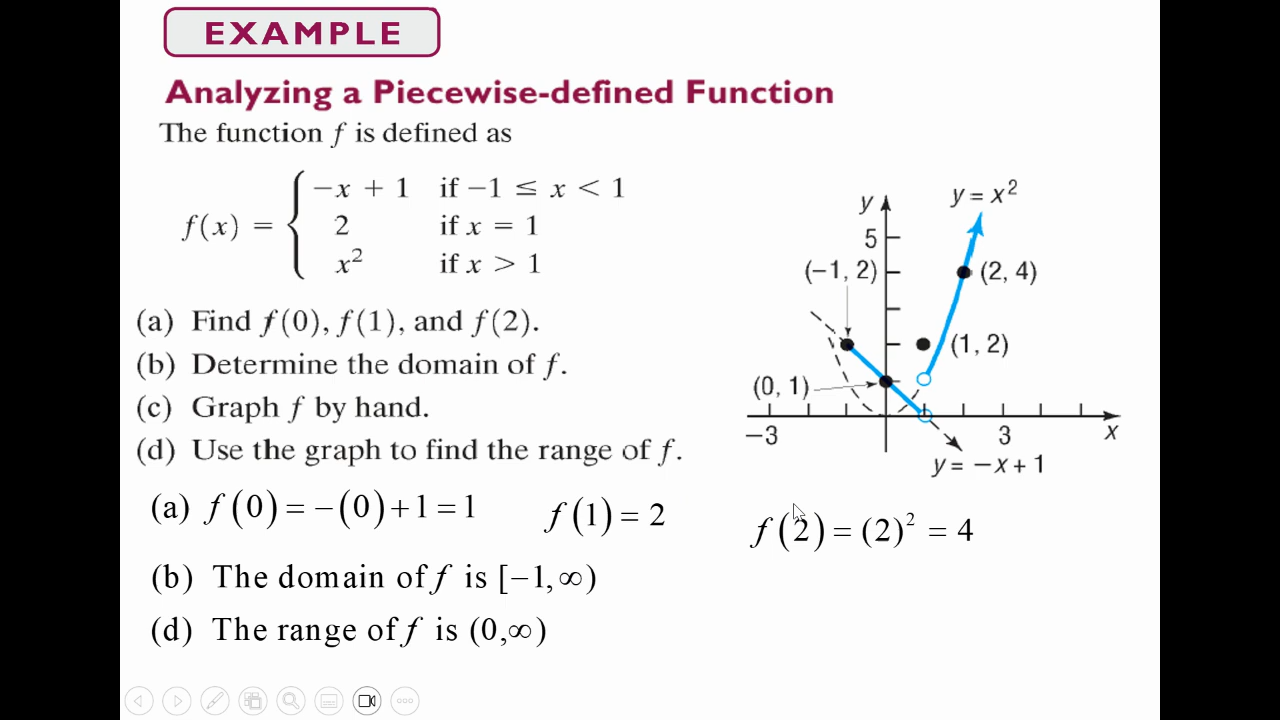 EXAMPLE
Analyzing a Piecewise-defined Function
The function f is defined as
f(x) = { −x + 1 if −1 ≤ x < 1
2 if x = 1
x² if x > 1
(a) Find f(0), f(1), and f(2).
(b) Determine the domain of f.
(c) Graph f by hand.
(d) Use the graph to find the range of f.
y
y = x²
5
(−1, 2)
(2, 4)
(1, 2)
(0, 1)
−3
3
x
y = −x + 1
(a) f(0) = −(0) + 1 = 1 f(1) = 2 f(2) = (2)² = 4
(b) The domain of f is [−1, ∞)
(d) The range of f is (0, ∞)